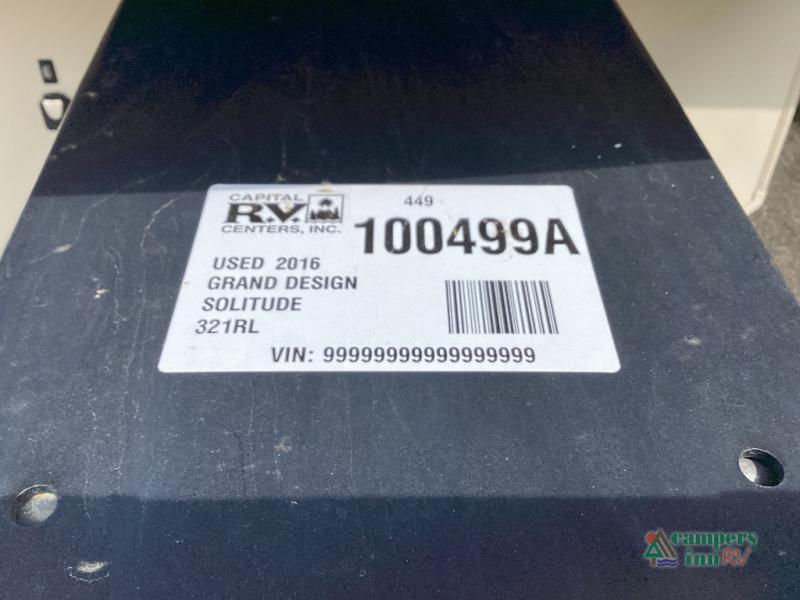 CAPITAL
R.V.
CENTERS, INC.
449
100499A
USED 2016
GRAND DESIGN
SOLITUDE
321RL
VIN: 99999999999999999
campers
inn RV